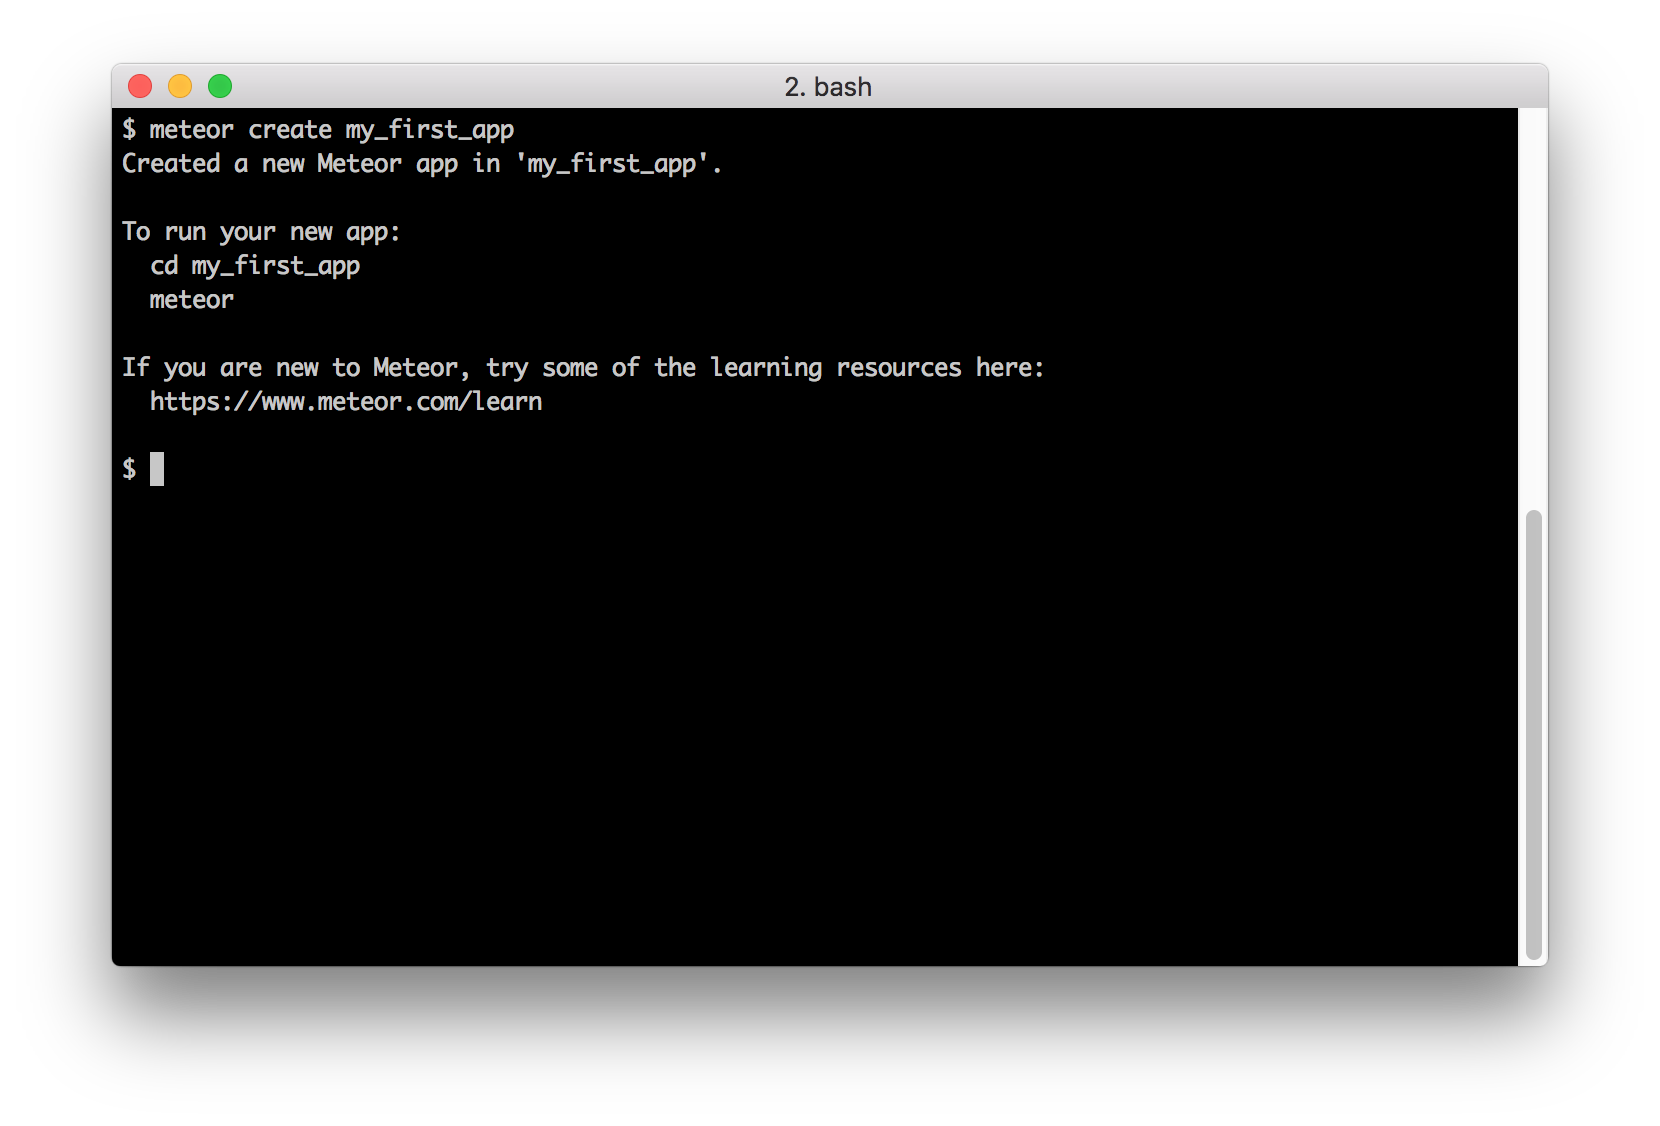 2. bash
$ meteor create my_first_app
Created a new Meteor app in 'my_first_app'.
To run your new app:
cd my_first_app
meteor
If you are new to Meteor, try some of the learning resources here:
https://www.meteor.com/learn
$